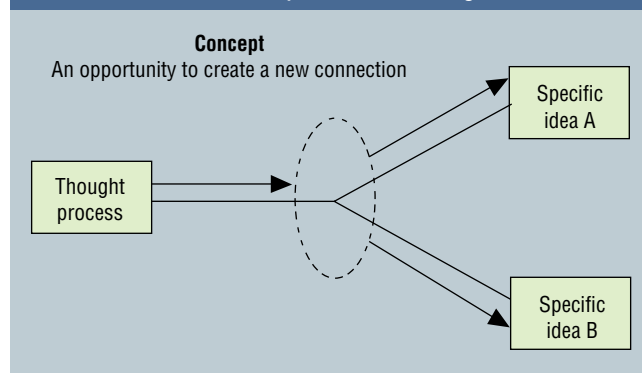 Concept
An opportunity to create a new connection
Specific
idea A
Thought
process
Specific
idea B